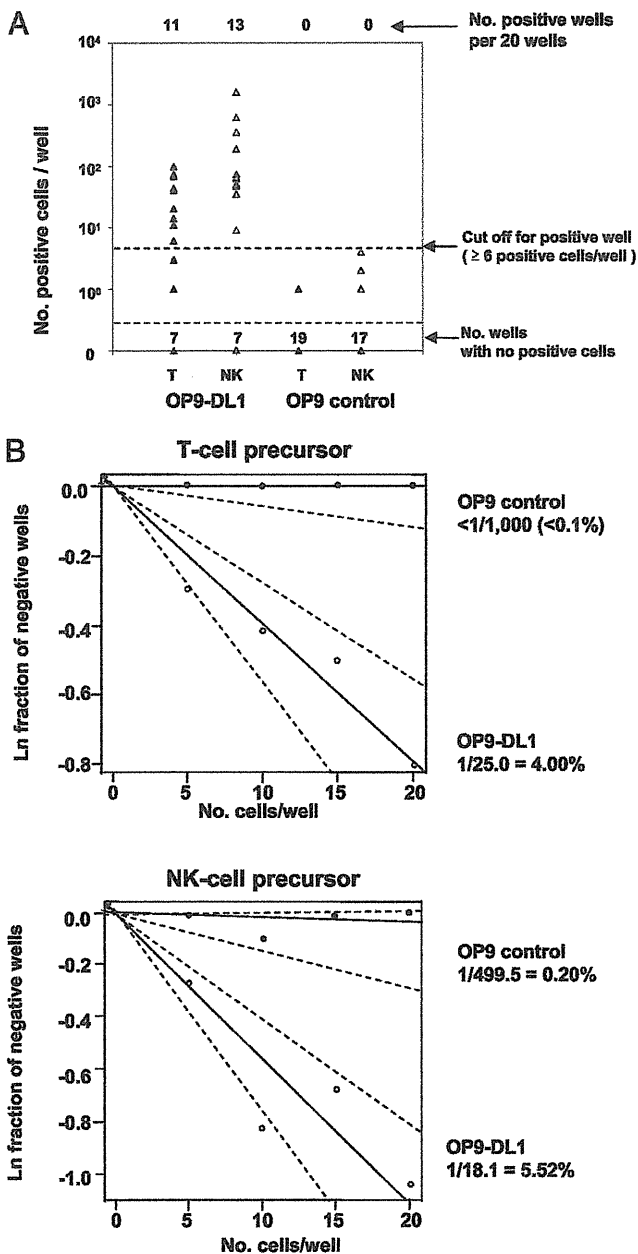 A
11 13 0 0
No. positive wells
per 20 wells
10⁴
10³
10²
10¹
10⁰
0
No. positive cells / well
Cut off for positive well
( ≥ 6 positive cells/well )
7 7 19 17
No. wells
with no positive cells
T NK T NK
OP9-DL1 OP9 control
B
T-cell precursor
0.0
-0.2
-0.4
-0.6
-0.8
Ln fraction of negative wells
OP9 control
<1/1,000 (<0.1%)
OP9-DL1
1/25.0 = 4.00%
0 5 10 15 20
No. cells/well
NK-cell precursor
0.0
-0.2
-0.4
-0.6
-0.8
-1.0
Ln fraction of negative wells
OP9 control
1/499.5 = 0.20%
OP9-DL1
1/18.1 = 5.52%
0 5 10 15 20
No. cells/well